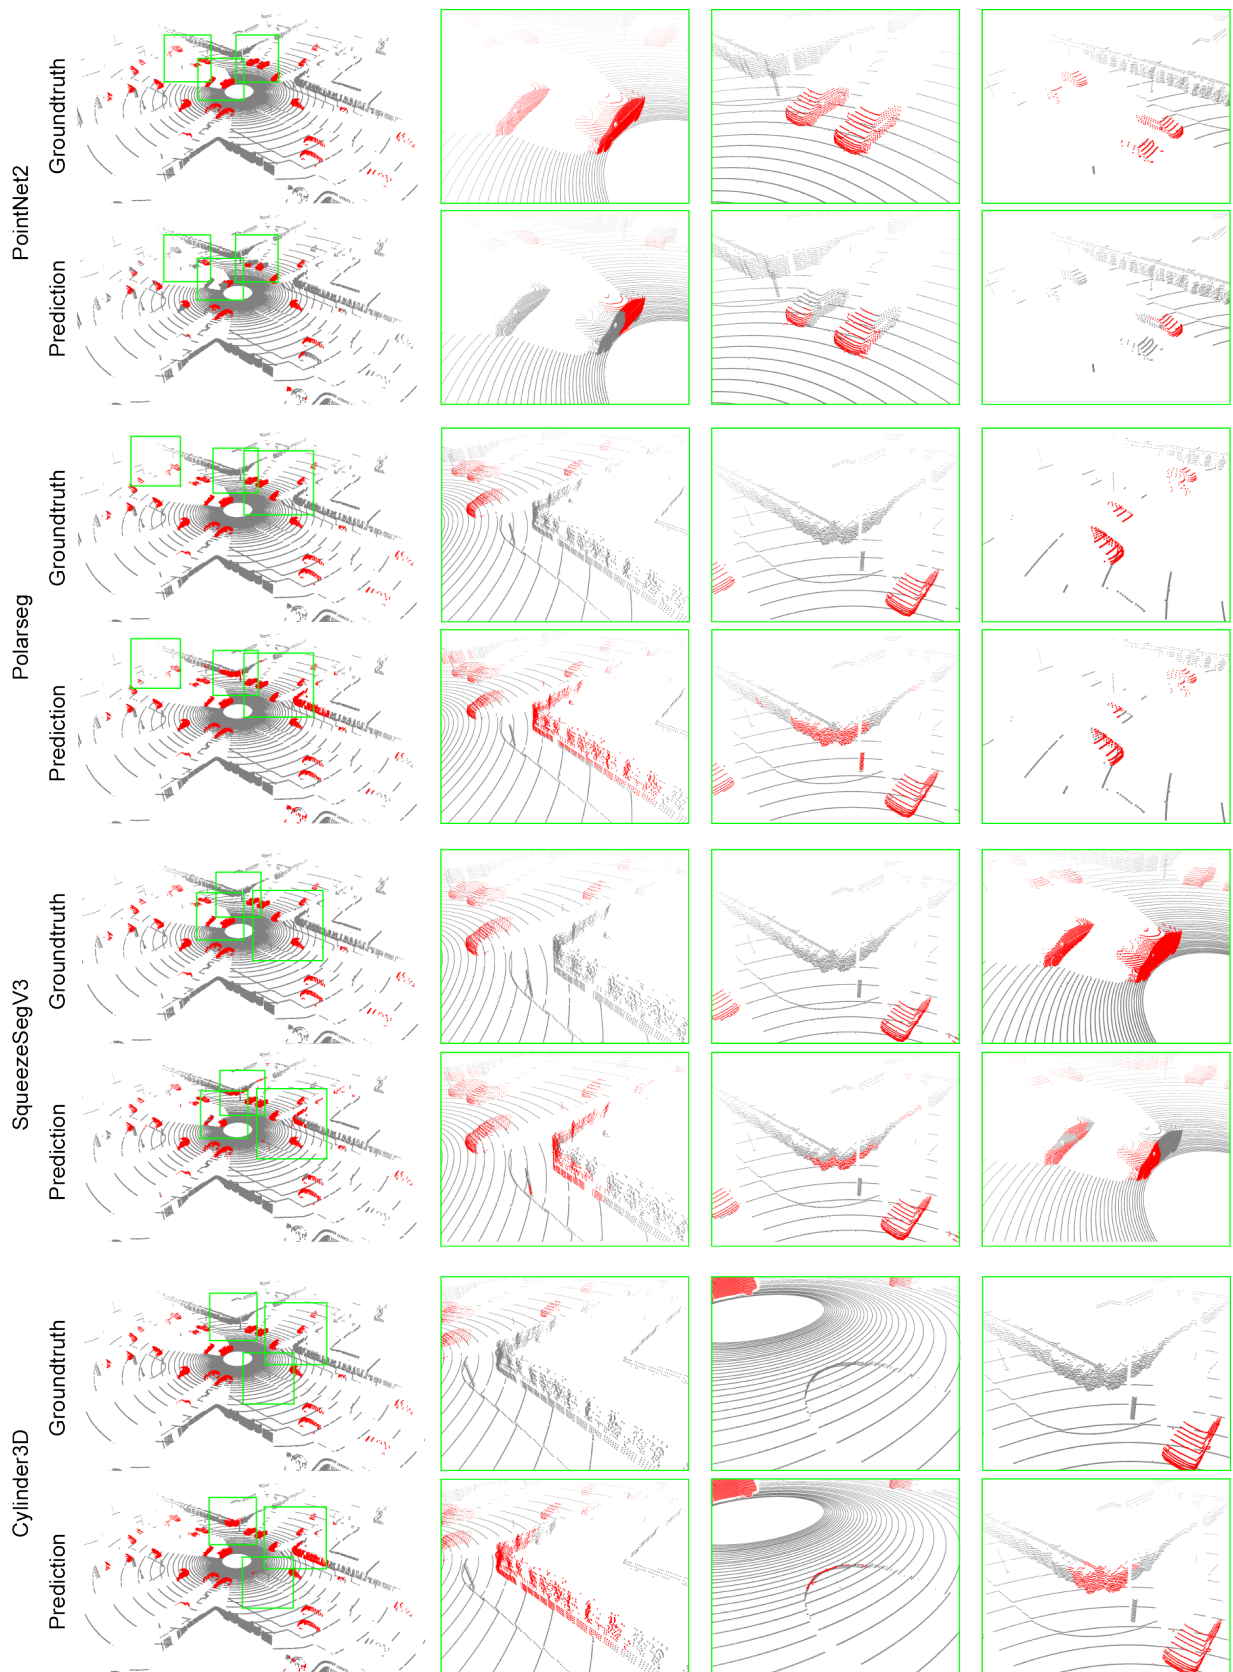 PointNet2
Groundtruth
Prediction
Polarseg
Groundtruth
Prediction
SqueezeSegV3
Groundtruth
Prediction
Cylinder3D
Groundtruth
Prediction